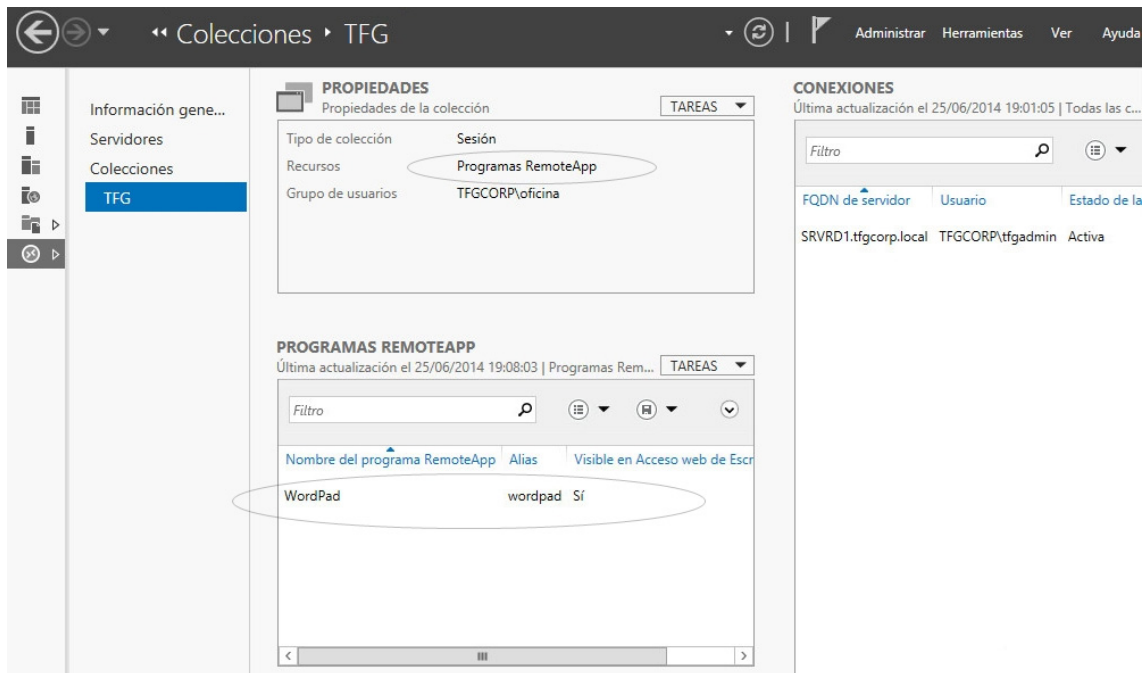 Colecciones TFG
Administrar Herramientas Ver Ayuda
Información gene...
Servidores
Colecciones
TFG
PROPIEDADES
Propiedades de la colección
TAREAS
Tipo de colección Sesión
Recursos Programas RemoteApp
Grupo de usuarios TFGCORP\oficina
PROGRAMAS REMOTEAPP
Última actualización el 25/06/2014 19:08:03 | Programas Rem...
TAREAS
Filtro
Nombre del programa RemoteApp Alias Visible en Acceso web de Escr
WordPad wordpad Sí
CONEXIONES
Última actualización el 25/06/2014 19:01:05 | Todas las c...
Filtro
FQDN de servidor Usuario Estado de la
SRVRD1.tfgcorp.local TFGCORP\tfgadmin Activa